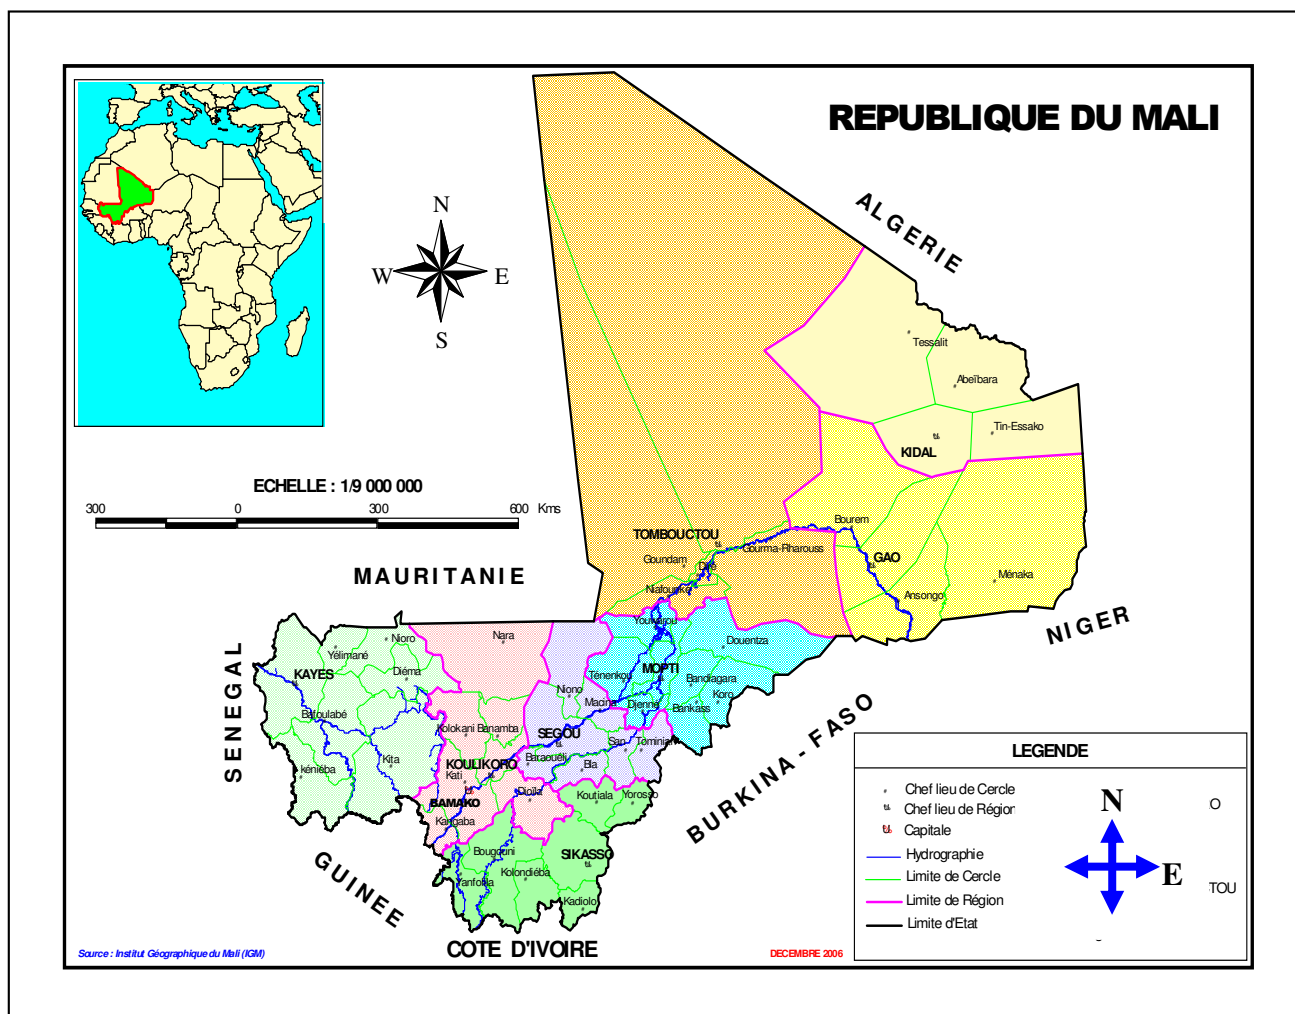 REPUBLIQUE DU MALI
ALGERIE
N
W
E
S
Tessalit
Abeïbara
Tin-Essako
KIDAL
ECHELLE : 1/9 000 000
300
0
300
600
Kms
TOMBOUCTOU
Bourem
Gourma-Rharouss
GAO
Goundam
Diré
Ménaka
MAURITANIE
Niafounké
Ansongo
NIGER
Youvarou
Nara
Nioro
Douentza
Yélimané
SENEGAL
KAYES
Diéma
Ténenkou
MOPTI
Bandiagara
Niono
Koro
Macina
Djenné
Bankass
Bafoulabé
Kolokani
Banamba
SEGOU
San
Tominian
BURKINA - FASO
Kita
KOULIKORO
Baraouéli
Bla
kéniéba
Kati
Dioïla
Koutiala
Yorosso
BAMAKO
Kangaba
GUINEE
Bougouni
SIKASSO
Yanfolila
Kolondiéba
Kadiolo
COTE D'IVOIRE
LEGENDE
Chef lieu de Cercle
Chef lieu de Région
Capitale
Hydrographie
Limite de Cercle
Limite de Région
Limite d'Etat
N
E
O
TOU
Source : Institut Géographique du Mali (IGM)
DECEMBRE 2006